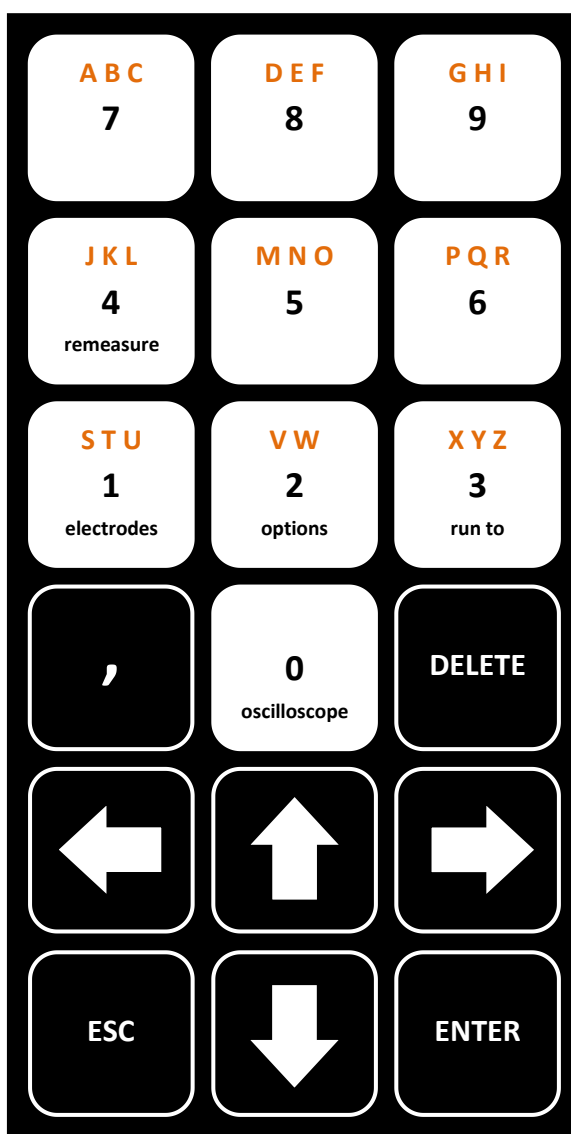 A B C
7
D E F
8
G H I
9
J K L
4
remeasure
M N O
5
P Q R
6
S T U
1
electrodes
V W
2
options
X Y Z
3
run to
,
0
oscilloscope
DELETE
ESC
ENTER